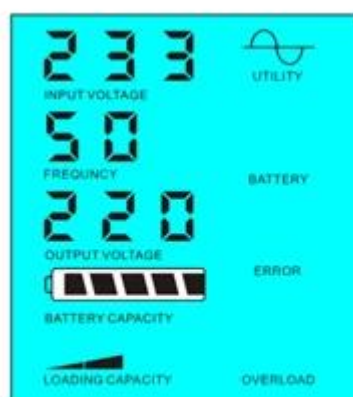 233
INPUT VOLTAGE
UTILITY
50
FREQUNCY
BATTERY
220
OUTPUT VOLTAGE
ERROR
BATTERY CAPACITY
LOADING CAPACITY
OVERLOAD